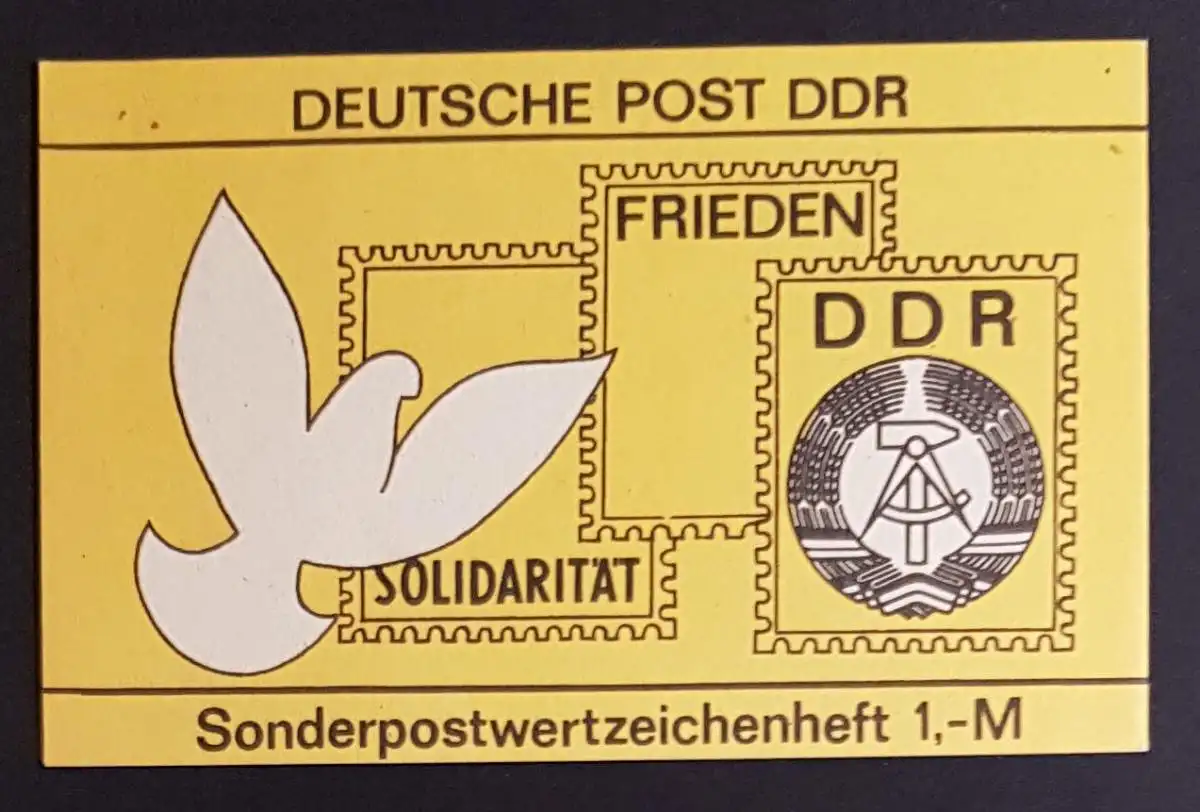 DEUTSCHE POST DDR
FRIEDEN
DDR
SOLIDARITÄT
Sonderpostwertzeichenheft 1,-M